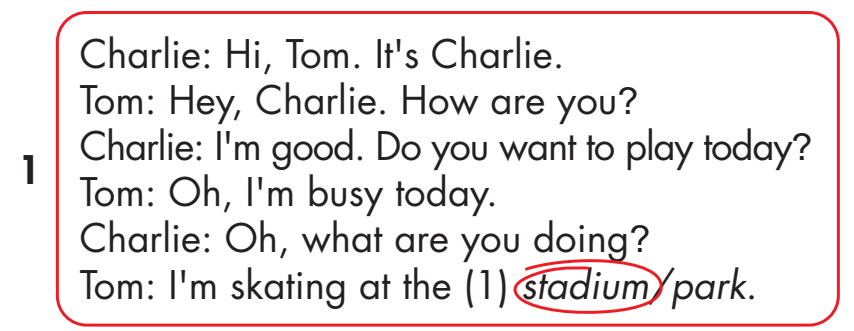 1
Charlie: Hi, Tom. It's Charlie.
Tom: Hey, Charlie. How are you?
Charlie: I'm good. Do you want to play today?
Tom: Oh, I'm busy today.
Charlie: Oh, what are you doing?
Tom: I'm skating at the (1) stadium/park.